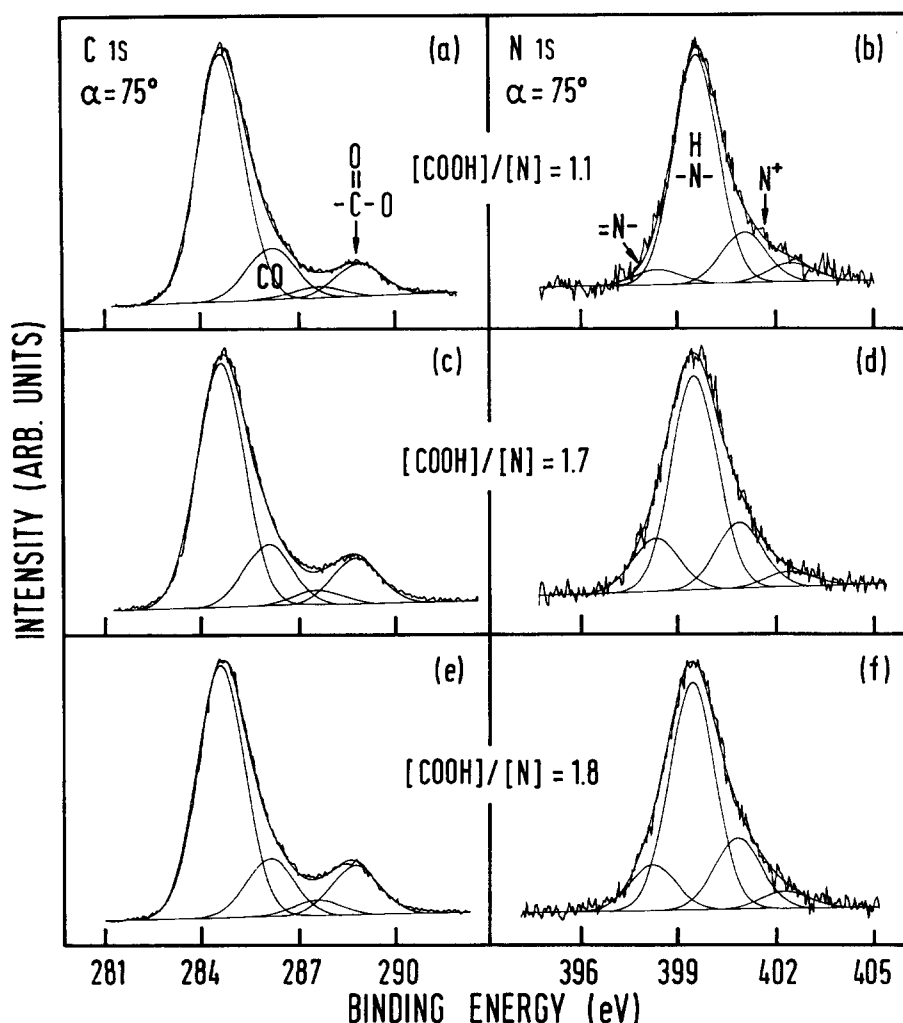 C 1S
α = 75°
(a)
O
-C-O
CO
N 1S
α = 75°
(b)
H
-N-
=N-
N⁺
[COOH]/[N] = 1.1
(c)
(d)
[COOH]/[N] = 1.7
(e)
(f)
[COOH]/[N] = 1.8
INTENSITY (ARB. UNITS)
281 284 287 290 396 399 402 405
BINDING ENERGY (eV)